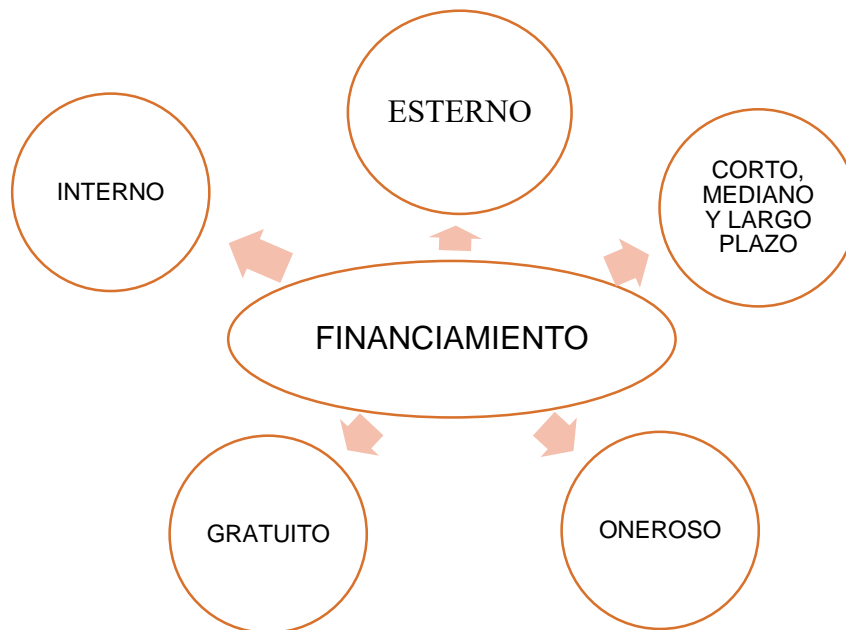 ESTERNO
INTERNO
CORTO,
MEDIANO
Y LARGO
PLAZO
FINANCIAMIENTO
GRATUITO
ONEROSO